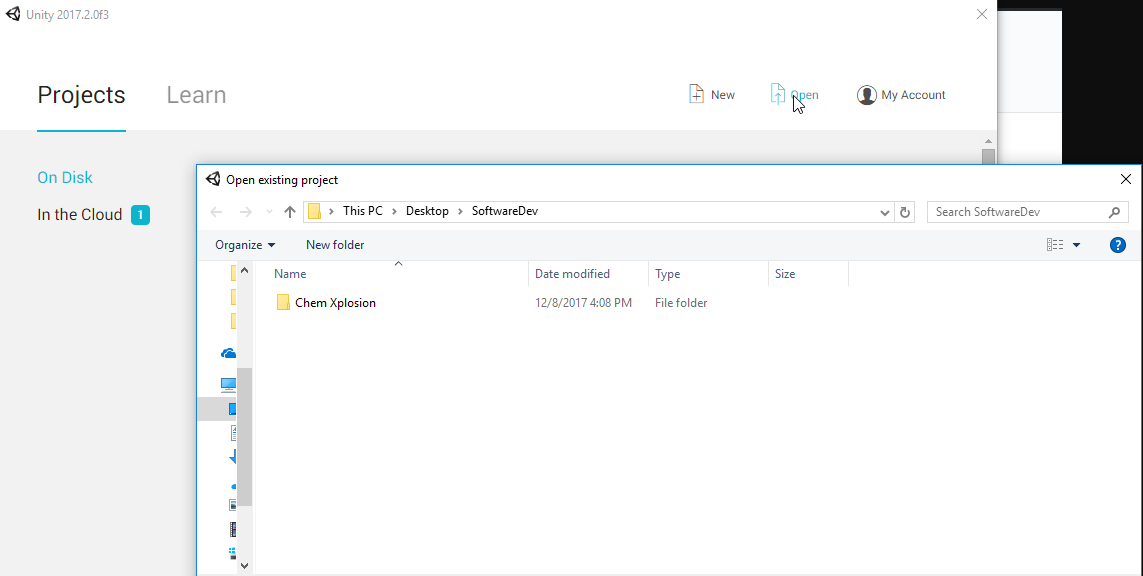 Unity 2017.2.0f3
Projects Learn New Open My Account
On Disk
In the Cloud 1
Open existing project
This PC Desktop SoftwareDev Search SoftwareDev
Organize New folder ?
Name Date modified Type Size
Chem Xplosion 12/8/2017 4:08 PM File folder